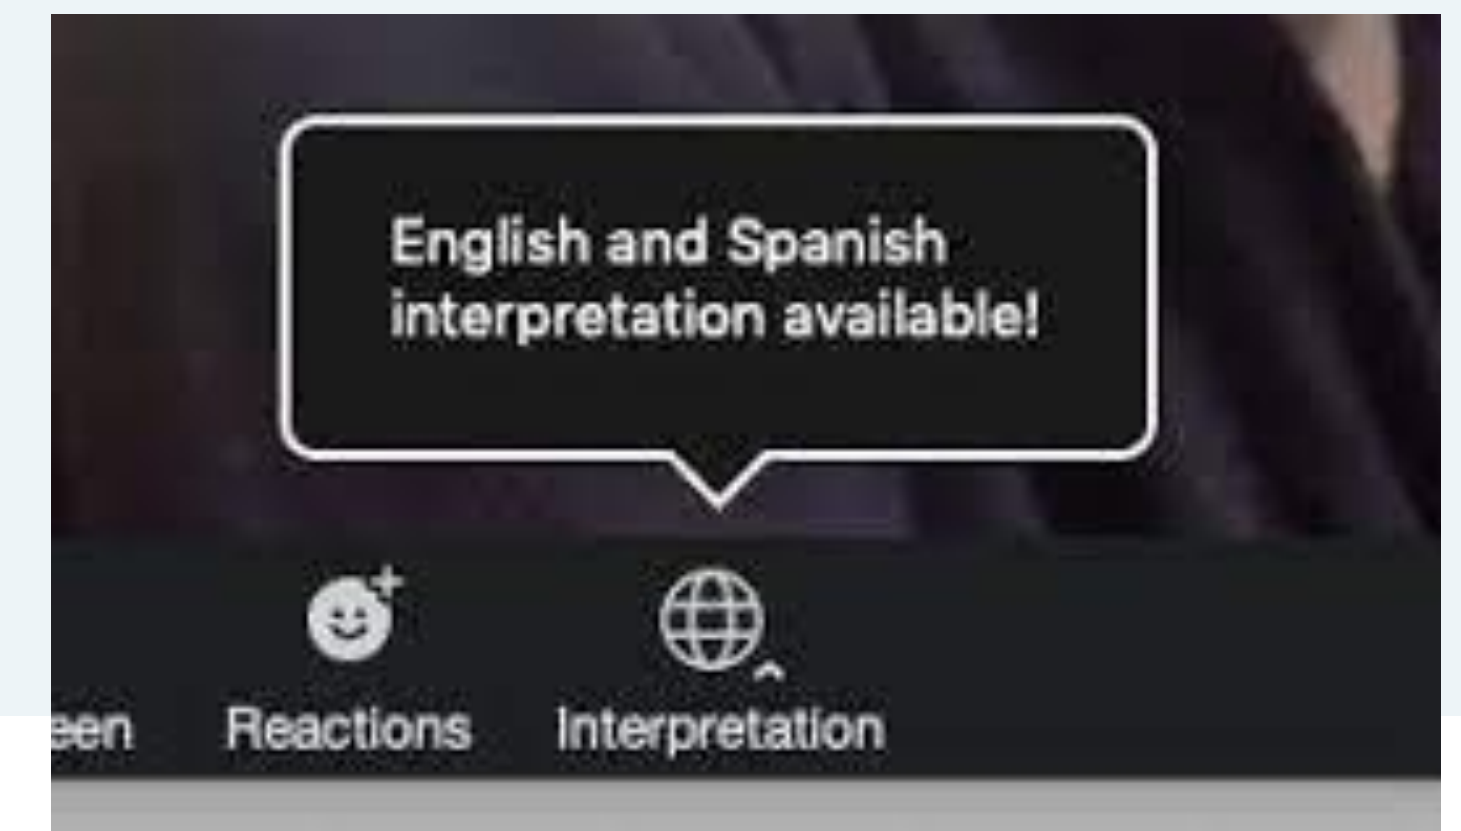 English and Spanish
interpretation available!
een Reactions Interpretation